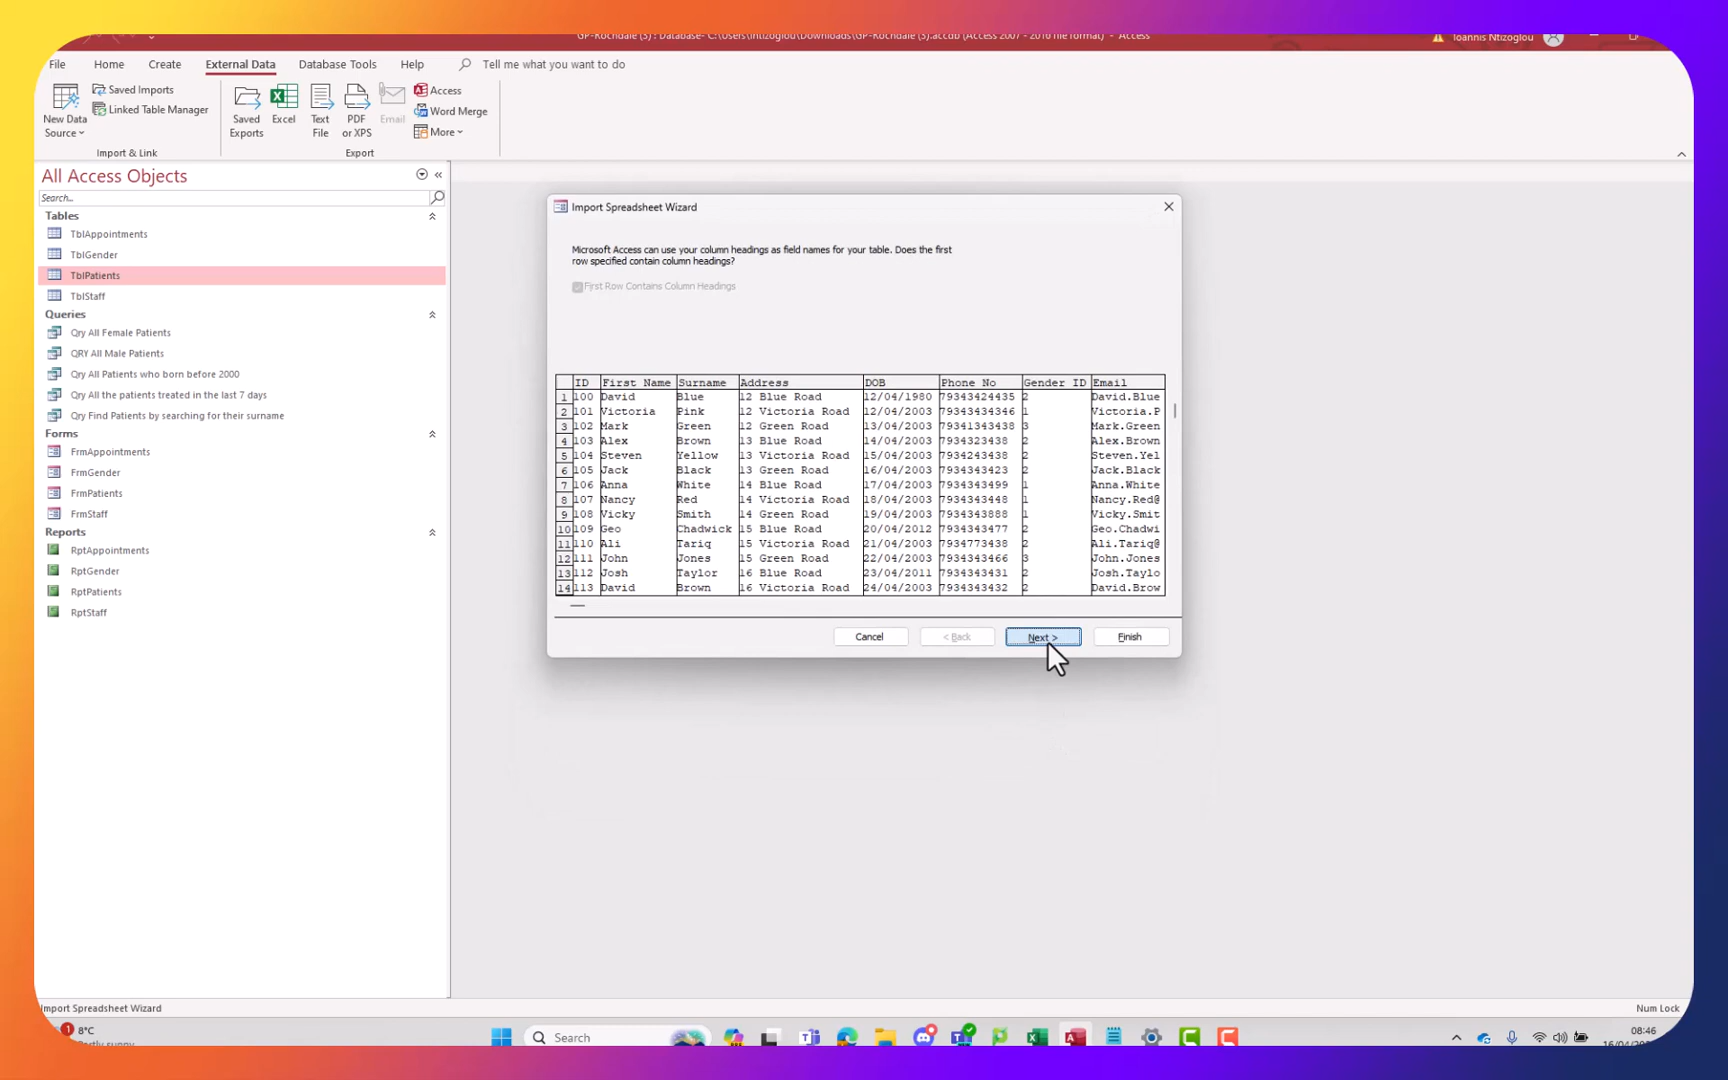 GP-Rochdale (3) : Database- C:\Users\intizoglou\Downloads\GP-Rochdale (3).accdb (Access 2007 - 2016 file format) - Access
Ioannis Ntizoglou
File Home Create External Data Database Tools Help Tell me what you want to do
New Data Source
Saved Imports
Linked Table Manager
Import & Link
Saved Exports
Excel
Text File
PDF or XPS
Email
Access
Word Merge
More
Export
All Access Objects
Search...
Tables
TblAppointments
TblGender
TblPatients
TblStaff
Queries
Qry All Female Patients
QRY All Male Patients
Qry All Patients who born before 2000
Qry All the patients treated in the last 7 days
Qry Find Patients by searching for their surname
Forms
FrmAppointments
FrmGender
FrmPatients
FrmStaff
Reports
RptAppointments
RptGender
RptPatients
RptStaff
Import Spreadsheet Wizard
Microsoft Access can use your column headings as field names for your table. Does the first
row specified contain column headings?
First Row Contains Column Headings
ID First Name Surname Address DOB Phone No Gender ID Email
1 100 David Blue 12 Blue Road 12/04/1980 79343424435 2 David.Blue
2 101 Victoria Pink 12 Victoria Road 12/04/2003 79343434346 1 Victoria.P
3 102 Mark Green 12 Green Road 13/04/2003 79341343438 3 Mark.Green
4 103 Alex Brown 13 Blue Road 14/04/2003 7934323438 2 Alex.Brown
5 104 Steven Yellow 13 Victoria Road 15/04/2003 7934243438 2 Steven.Yel
6 105 Jack Black 13 Green Road 16/04/2003 7934343423 2 Jack.Black
7 106 Anna White 14 Blue Road 17/04/2003 7934343499 1 Anna.White
8 107 Nancy Red 14 Victoria Road 18/04/2003 7934343448 1 Nancy.Red@
9 108 Vicky Smith 14 Green Road 19/04/2003 7934343888 1 Vicky.Smit
10 109 Geo Chadwick 15 Blue Road 20/04/2012 7934343477 2 Geo.Chadwi
11 110 Ali Tariq 15 Victoria Road 21/04/2003 7934773438 2 Ali.Tariq@
12 111 John Jones 15 Green Road 22/04/2003 7934343466 3 John.Jones
13 112 Josh Taylor 16 Blue Road 23/04/2011 7934343431 2 Josh.Taylo
14 113 David Brown 16 Victoria Road 24/04/2003 7934343432 2 David.Brow
Cancel < Back Next > Finish
Import Spreadsheet Wizard
Num Lock
1 8°C
Search
08:46